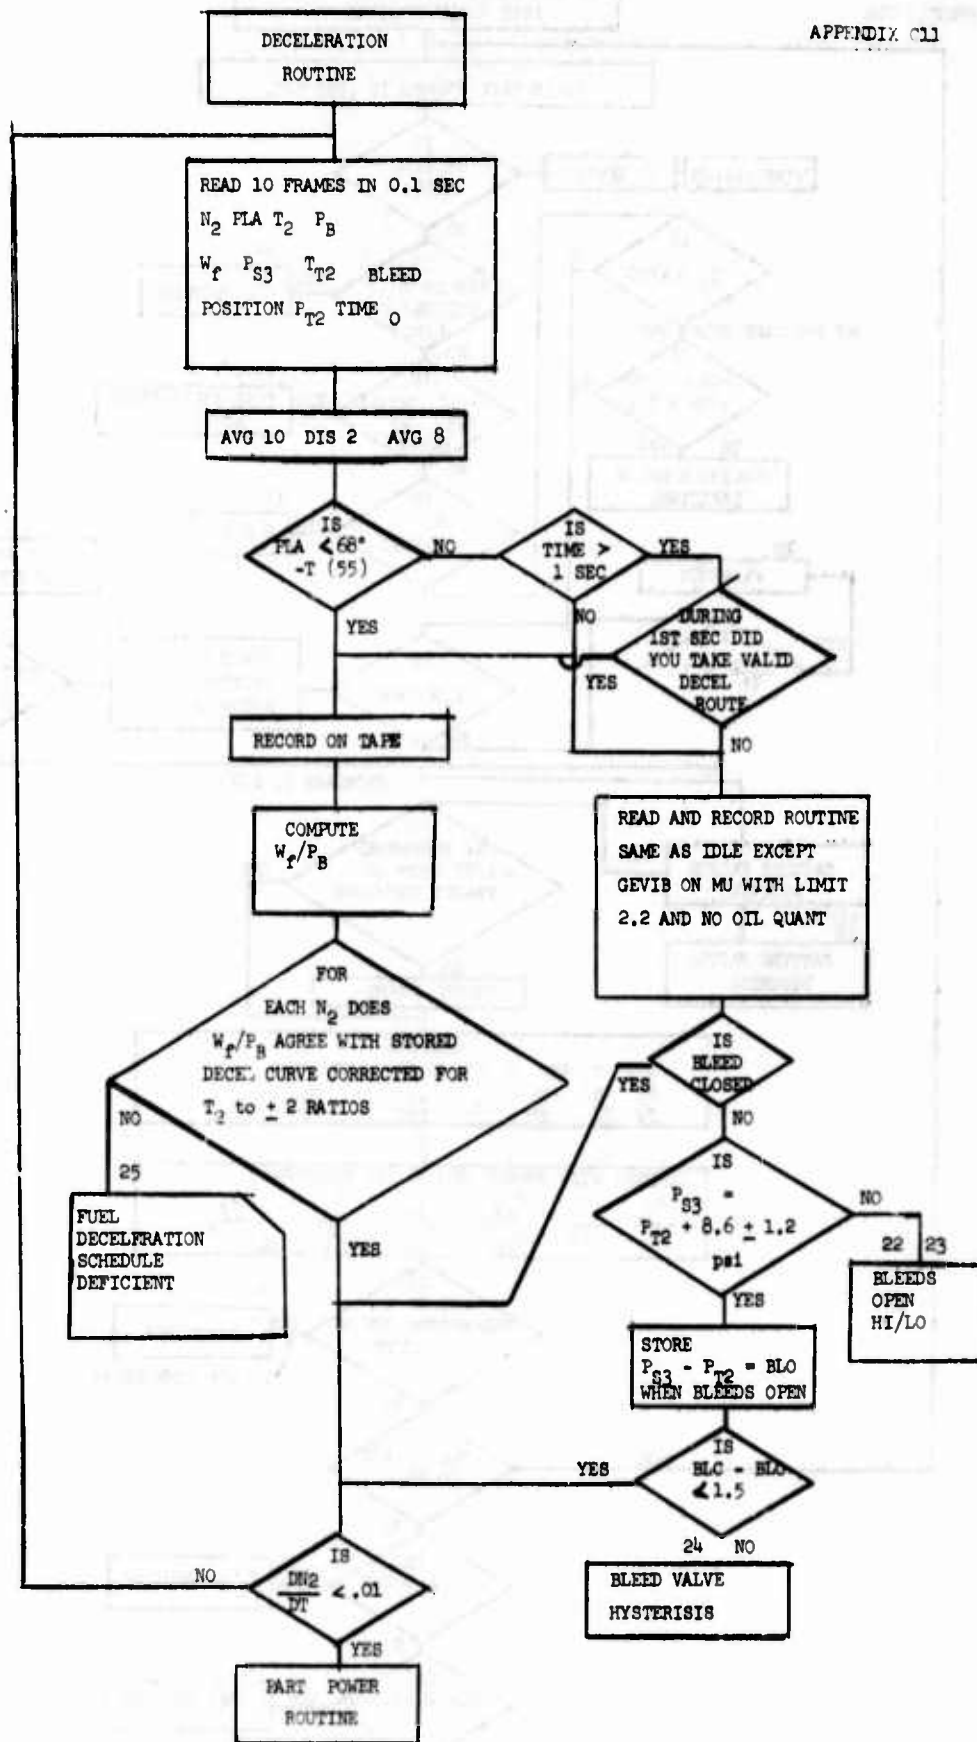 APPENDIX C11
DECELERATION
ROUTINE
READ 10 FRAMES IN 0.1 SEC
N2 PLA T2 PB
Wf PS3 TT2 BLEED
POSITION PT2 TIME O
AVG 10 DIS 2 AVG 8
IS
PLA <68°
-T (55)
NO
YES
IS
TIME >
1 SEC
YES
NO
DURING
1ST SEC DID
YOU TAKE VALID
DECEL
ROUTE
YES
NO
RECORD ON TAPE
COMPUTE
Wf/PB
READ AND RECORD ROUTINE
SAME AS IDLE EXCEPT
GEVIB ON MU WITH LIMIT
2.2 AND NO OIL QUANT
FOR
EACH N2 DOES
Wf/PB AGREE WITH STORED
DECEL CURVE CORRECTED FOR
T2 to ± 2 RATIOS
NO
25
FUEL
DECELERATION
SCHEDULE
DEFICIENT
YES
IS
BLEED
CLOSED
YES
NO
IS
PS3 =
PT2 + 8.6 ± 1.2
psi
NO
22 23
BLEEDS
OPEN
HI/LO
YES
STORE
PS3 - PT2 = BLO
WHEN BLEEDS OPEN
IS
BLC - BLO
<1.5
YES
24 NO
BLEED VALVE
HYSTERISIS
IS
DN2/DT < .01
NO
YES
PART POWER
ROUTINE